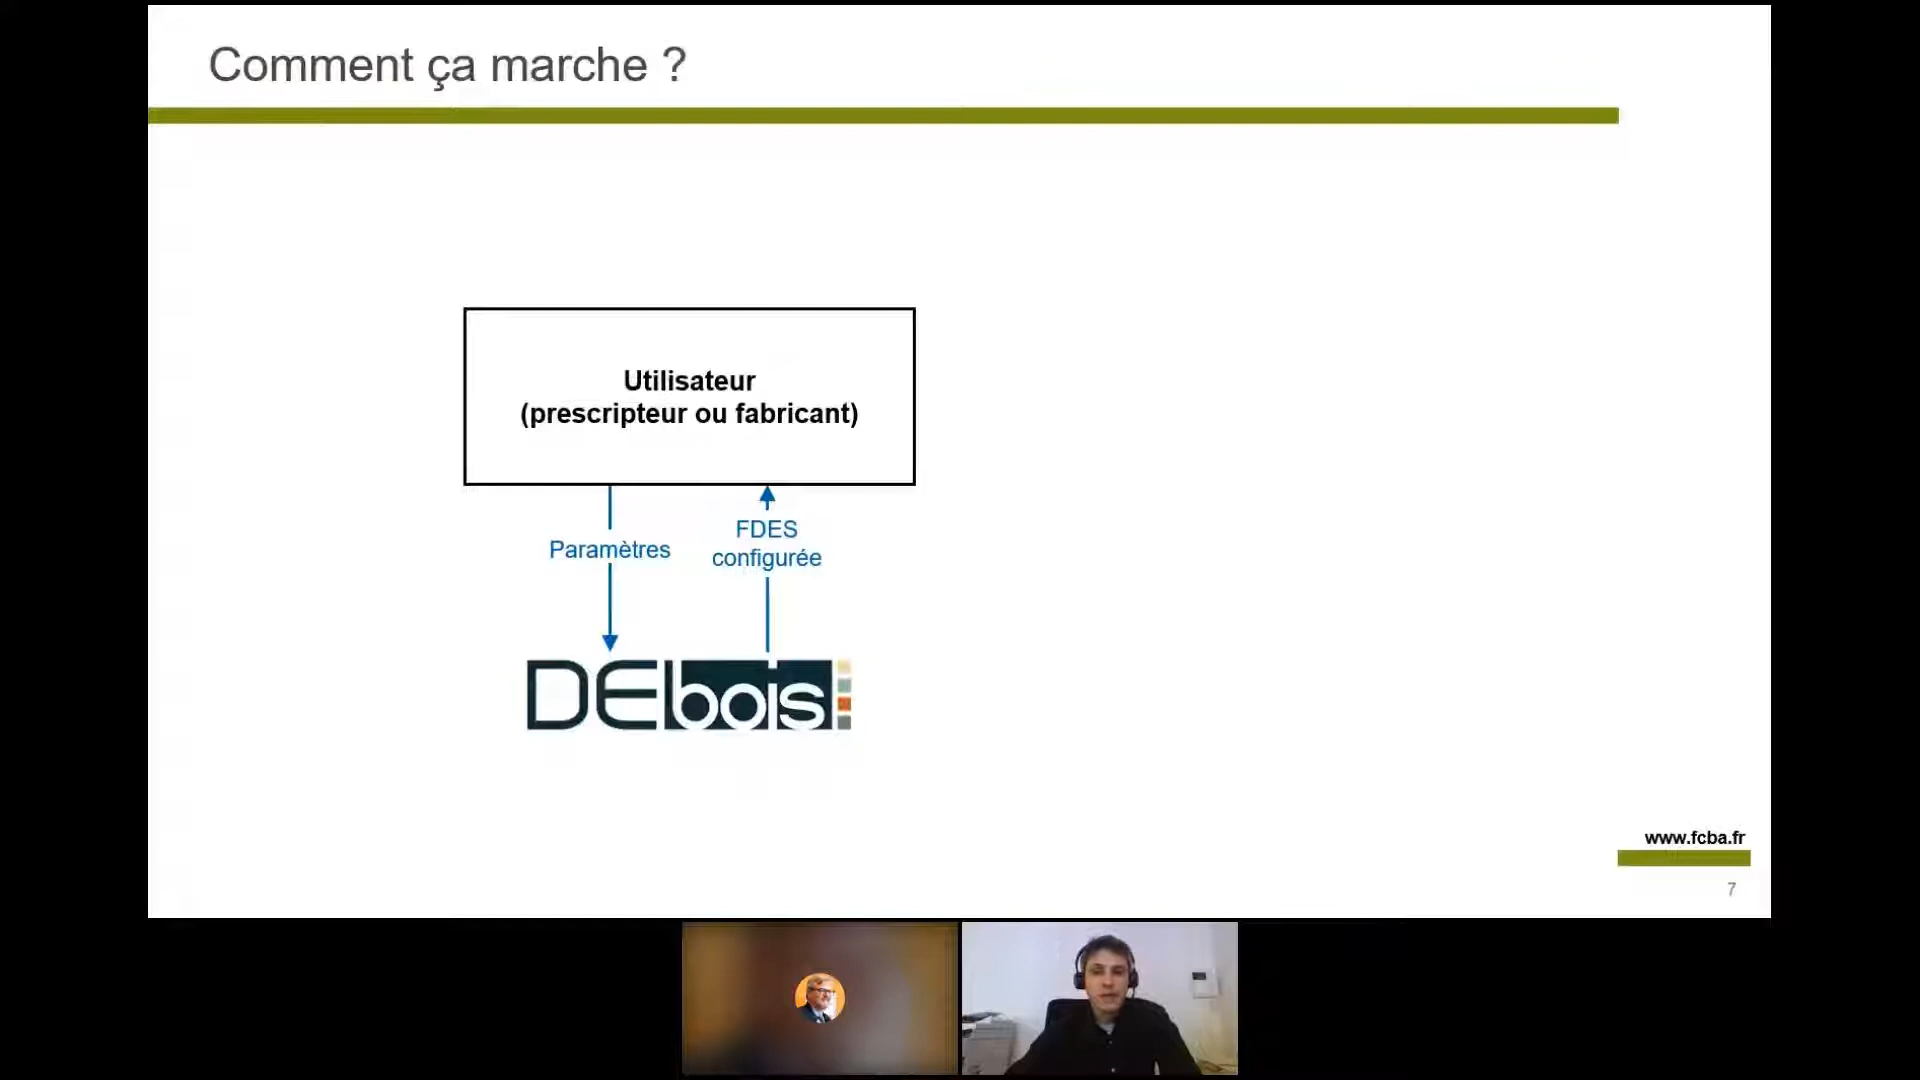 Comment ça marche ?
Utilisateur
(prescripteur ou fabricant)
Paramètres
FDES
configurée
DEbois
www.fcba.fr
7